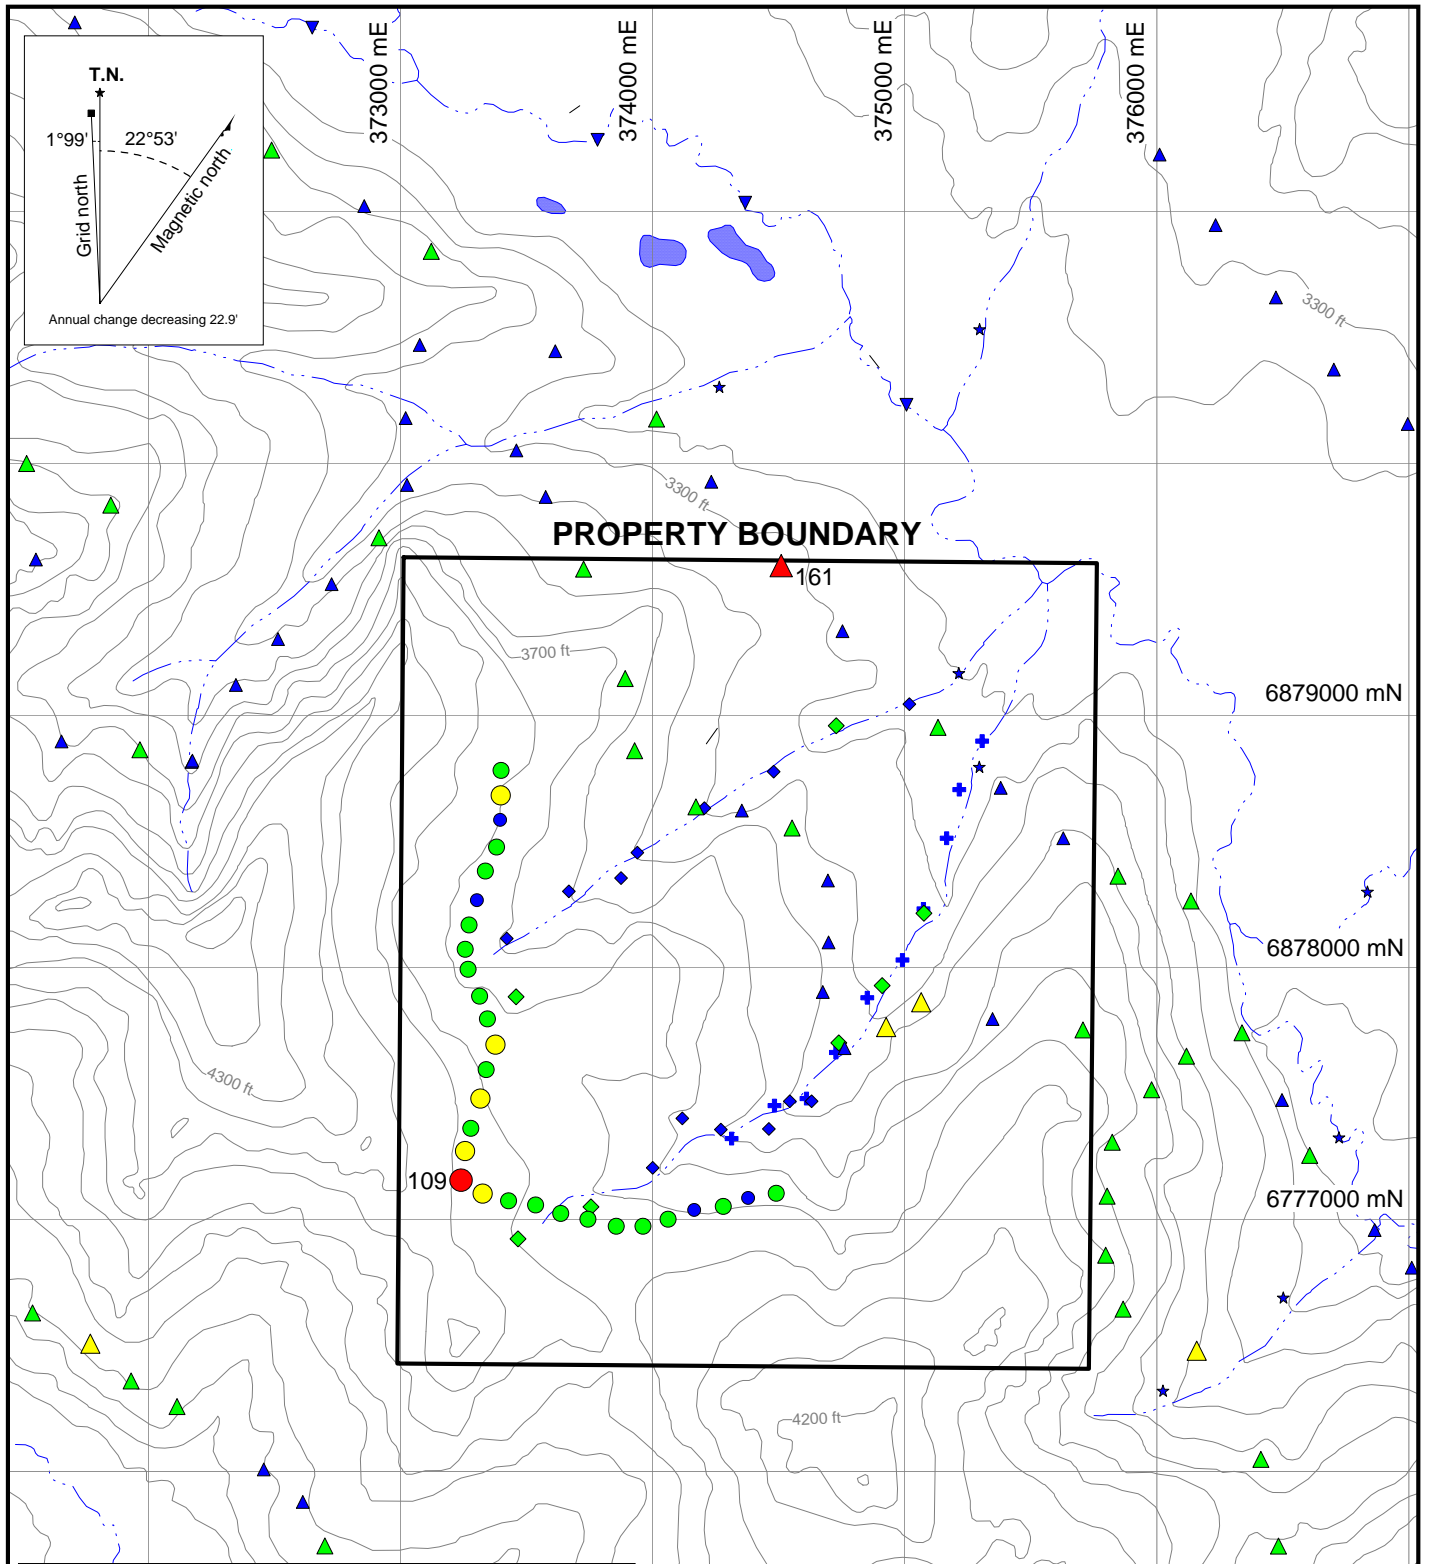 373000 mE
374000 mE
375000 mE
376000 mE
T.N.
1°99'
22°53'
Grid north
Magnetic north
Annual change decreasing 22.9'
3300 ft
3300 ft
PROPERTY BOUNDARY
161
3700 ft
6879000 mN
6878000 mN
4300 ft
109
6777000 mN
4200 ft